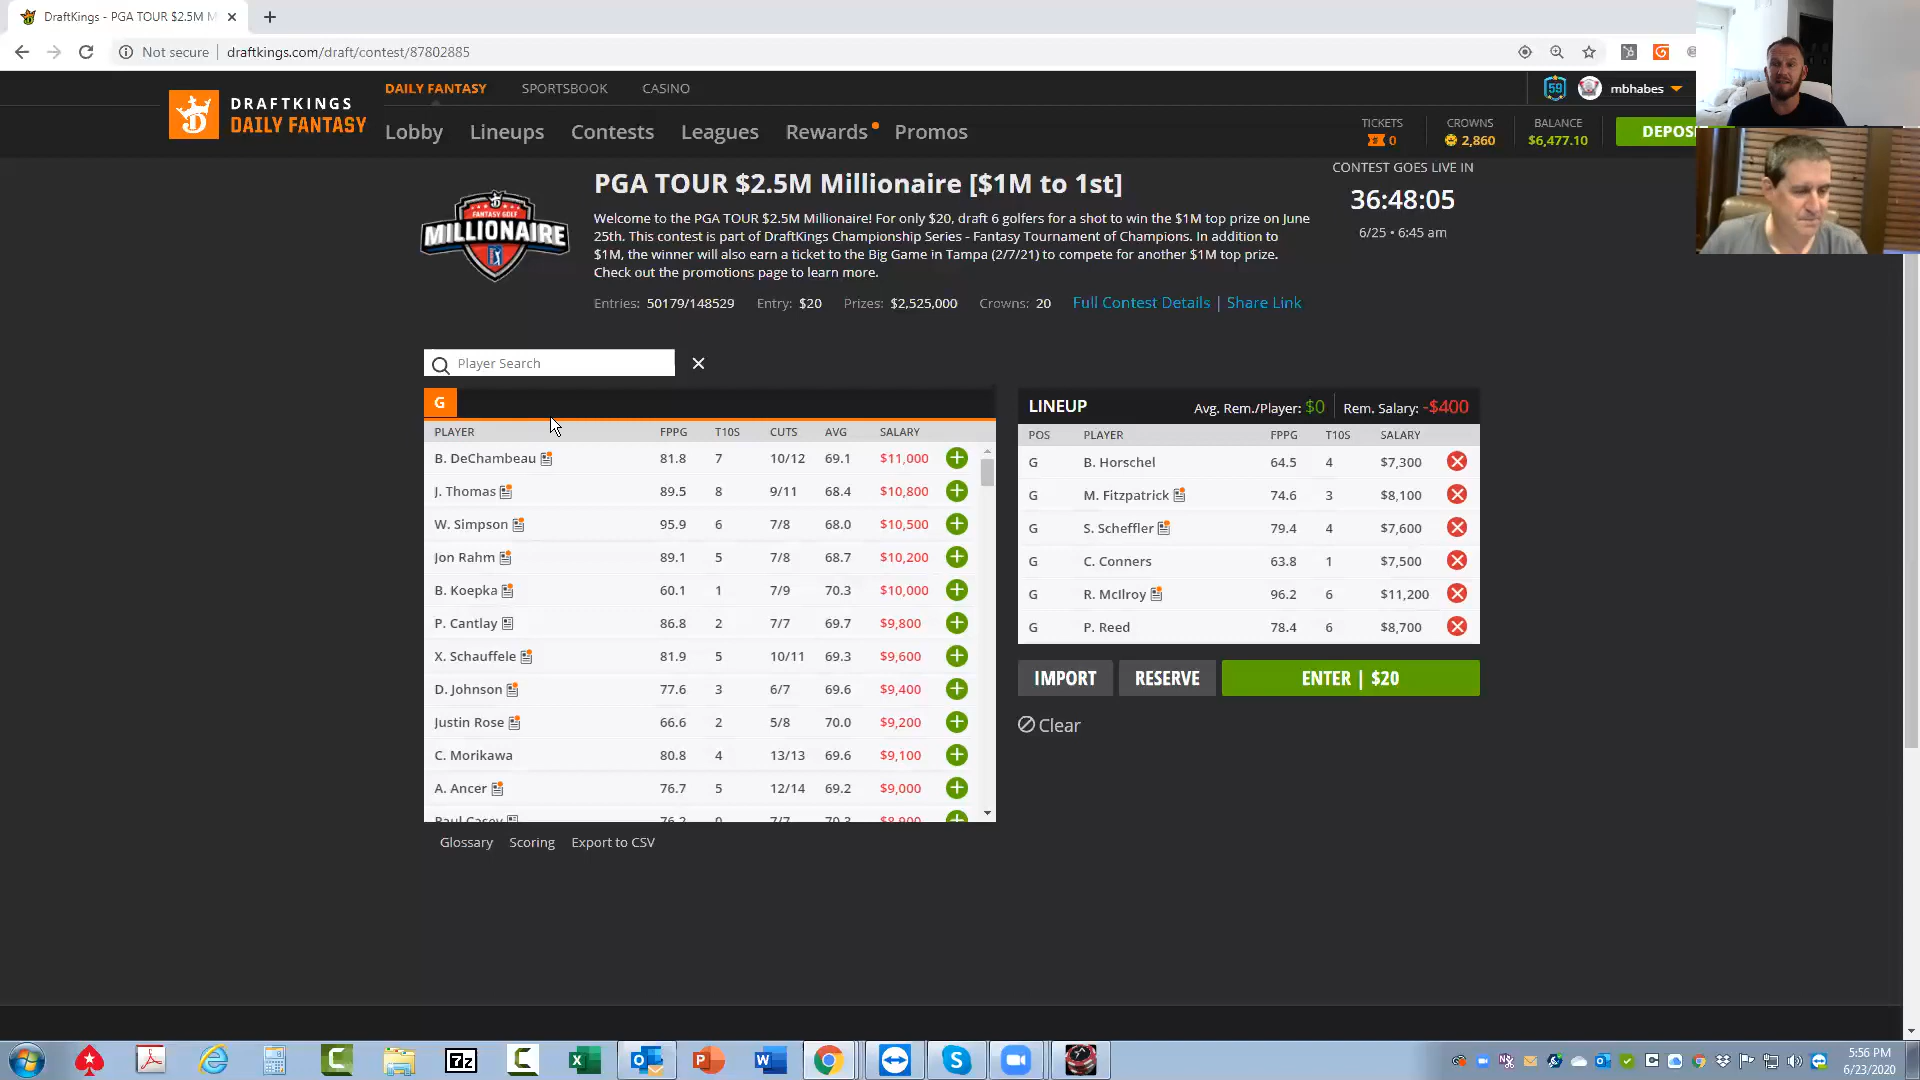 DraftKings - PGA TOUR $2.5M M
Not secure
draftkings.com/draft/contest/87802885
DRAFTKINGS
DAILY FANTASY
DAILY FANTASY
SPORTSBOOK
CASINO
Lobby
Lineups
Contests
Leagues
Rewards
Promos
59
mbhabes
TICKETS
0
CROWNS
2,860
BALANCE
$6,477.10
DEPOS
FANTASY GOLF
MILLIONAIRE
PGA TOUR $2.5M Millionaire [$1M to 1st]
Welcome to the PGA TOUR $2.5M Millionaire! For only $20, draft 6 golfers for a shot to win the $1M top prize on June
25th. This contest is part of DraftKings Championship Series - Fantasy Tournament of Champions. In addition to
$1M, the winner will also earn a ticket to the Big Game in Tampa (2/7/21) to compete for another $1M top prize.
Check out the promotions page to learn more.
Entries: 50179/148529 Entry: $20 Prizes: $2,525,000 Crowns: 20 Full Contest Details | Share Link
CONTEST GOES LIVE IN
36:48:05
6/25 • 6:45 am
Player Search
G
PLAYER FPPG T10S CUTS AVG SALARY
B. DeChambeau 81.8 7 10/12 69.1 $11,000
J. Thomas 89.5 8 9/11 68.4 $10,800
W. Simpson 95.9 6 7/8 68.0 $10,500
Jon Rahm 89.1 5 7/8 68.7 $10,200
B. Koepka 60.1 1 7/9 70.3 $10,000
P. Cantlay 86.8 2 7/7 69.7 $9,800
X. Schauffele 81.9 5 10/11 69.3 $9,600
D. Johnson 77.6 3 6/7 69.6 $9,400
Justin Rose 66.6 2 5/8 70.0 $9,200
C. Morikawa 80.8 4 13/13 69.6 $9,100
A. Ancer 76.7 5 12/14 69.2 $9,000
Paul Casey 76.2 0 7/7 70.3 $8,900
Glossary
Scoring
Export to CSV
LINEUP
Avg. Rem./Player: $0
Rem. Salary: -$400
POS PLAYER FPPG T10S SALARY
G B. Horschel 64.5 4 $7,300
G M. Fitzpatrick 74.6 3 $8,100
G S. Scheffler 79.4 4 $7,600
G C. Conners 63.8 1 $7,500
G R. McIlroy 96.2 6 $11,200
G P. Reed 78.4 6 $8,700
IMPORT
RESERVE
ENTER | $20
Clear
7z
5:56 PM
6/23/2020